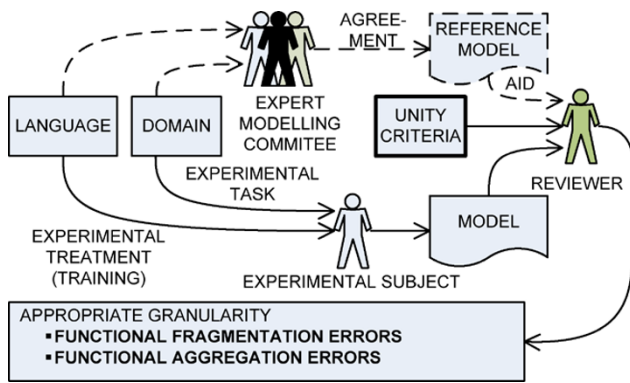 AGREE-
MENT
REFERENCE
MODEL
AID
LANGUAGE
DOMAIN
EXPERT
MODELLING
COMMITEE
UNITY
CRITERIA
REVIEWER
EXPERIMENTAL
TASK
EXPERIMENTAL
TREATMENT
(TRAINING)
MODEL
EXPERIMENTAL SUBJECT
APPROPRIATE GRANULARITY
▪FUNCTIONAL FRAGMENTATION ERRORS
▪FUNCTIONAL AGGREGATION ERRORS